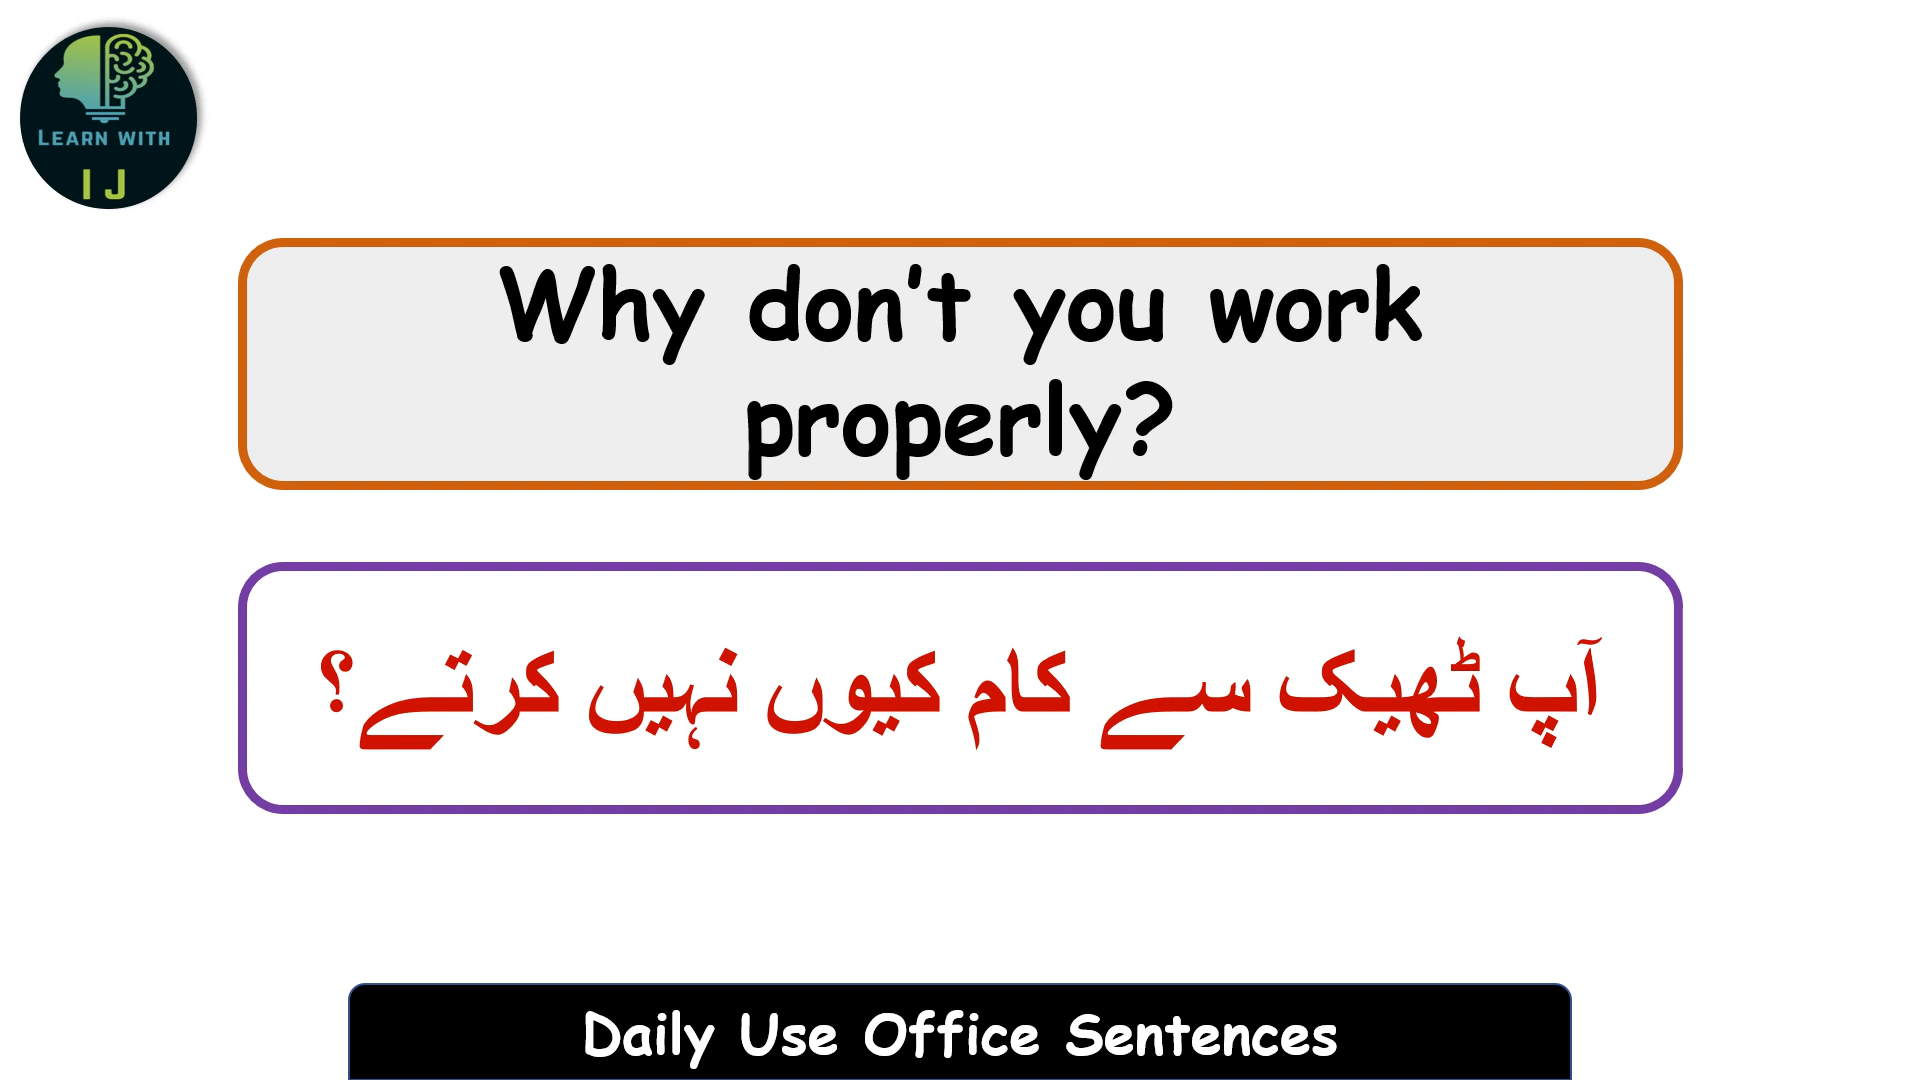 LEARN WITH
I J
Why don't you work
properly?
آپ ٹھیک سے کام کیوں نہیں کرتے؟
Daily Use Office Sentences